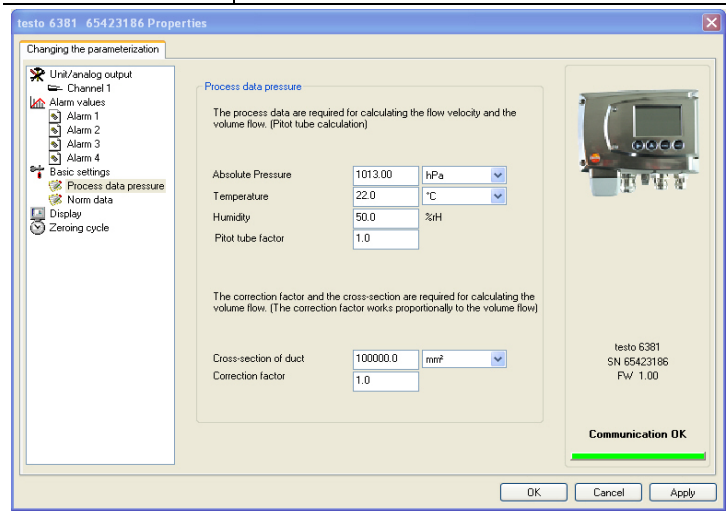 testo 6381 65423186 Properties
Changing the parameterization
Unit/analog output
Channel 1
Alarm values
Alarm 1
Alarm 2
Alarm 3
Alarm 4
Basic settings
Process data pressure
Norm data
Display
Zeroing cycle
Process data pressure
The process data are required for calculating the flow velocity and the
volume flow. (Pitot tube calculation)
Absolute Pressure 1013.00 hPa
Temperature 22.0 °C
Humidity 50.0 %rH
Pitot tube factor 1.0
The correction factor and the cross-section are required for calculating the
volume flow. (The correction factor works proportionally to the volume flow)
Cross-section of duct 100000.0 mm²
Correction factor 1.0
testo 6381
SN 65423186
FW 1.00
Communication OK
OK Cancel Apply